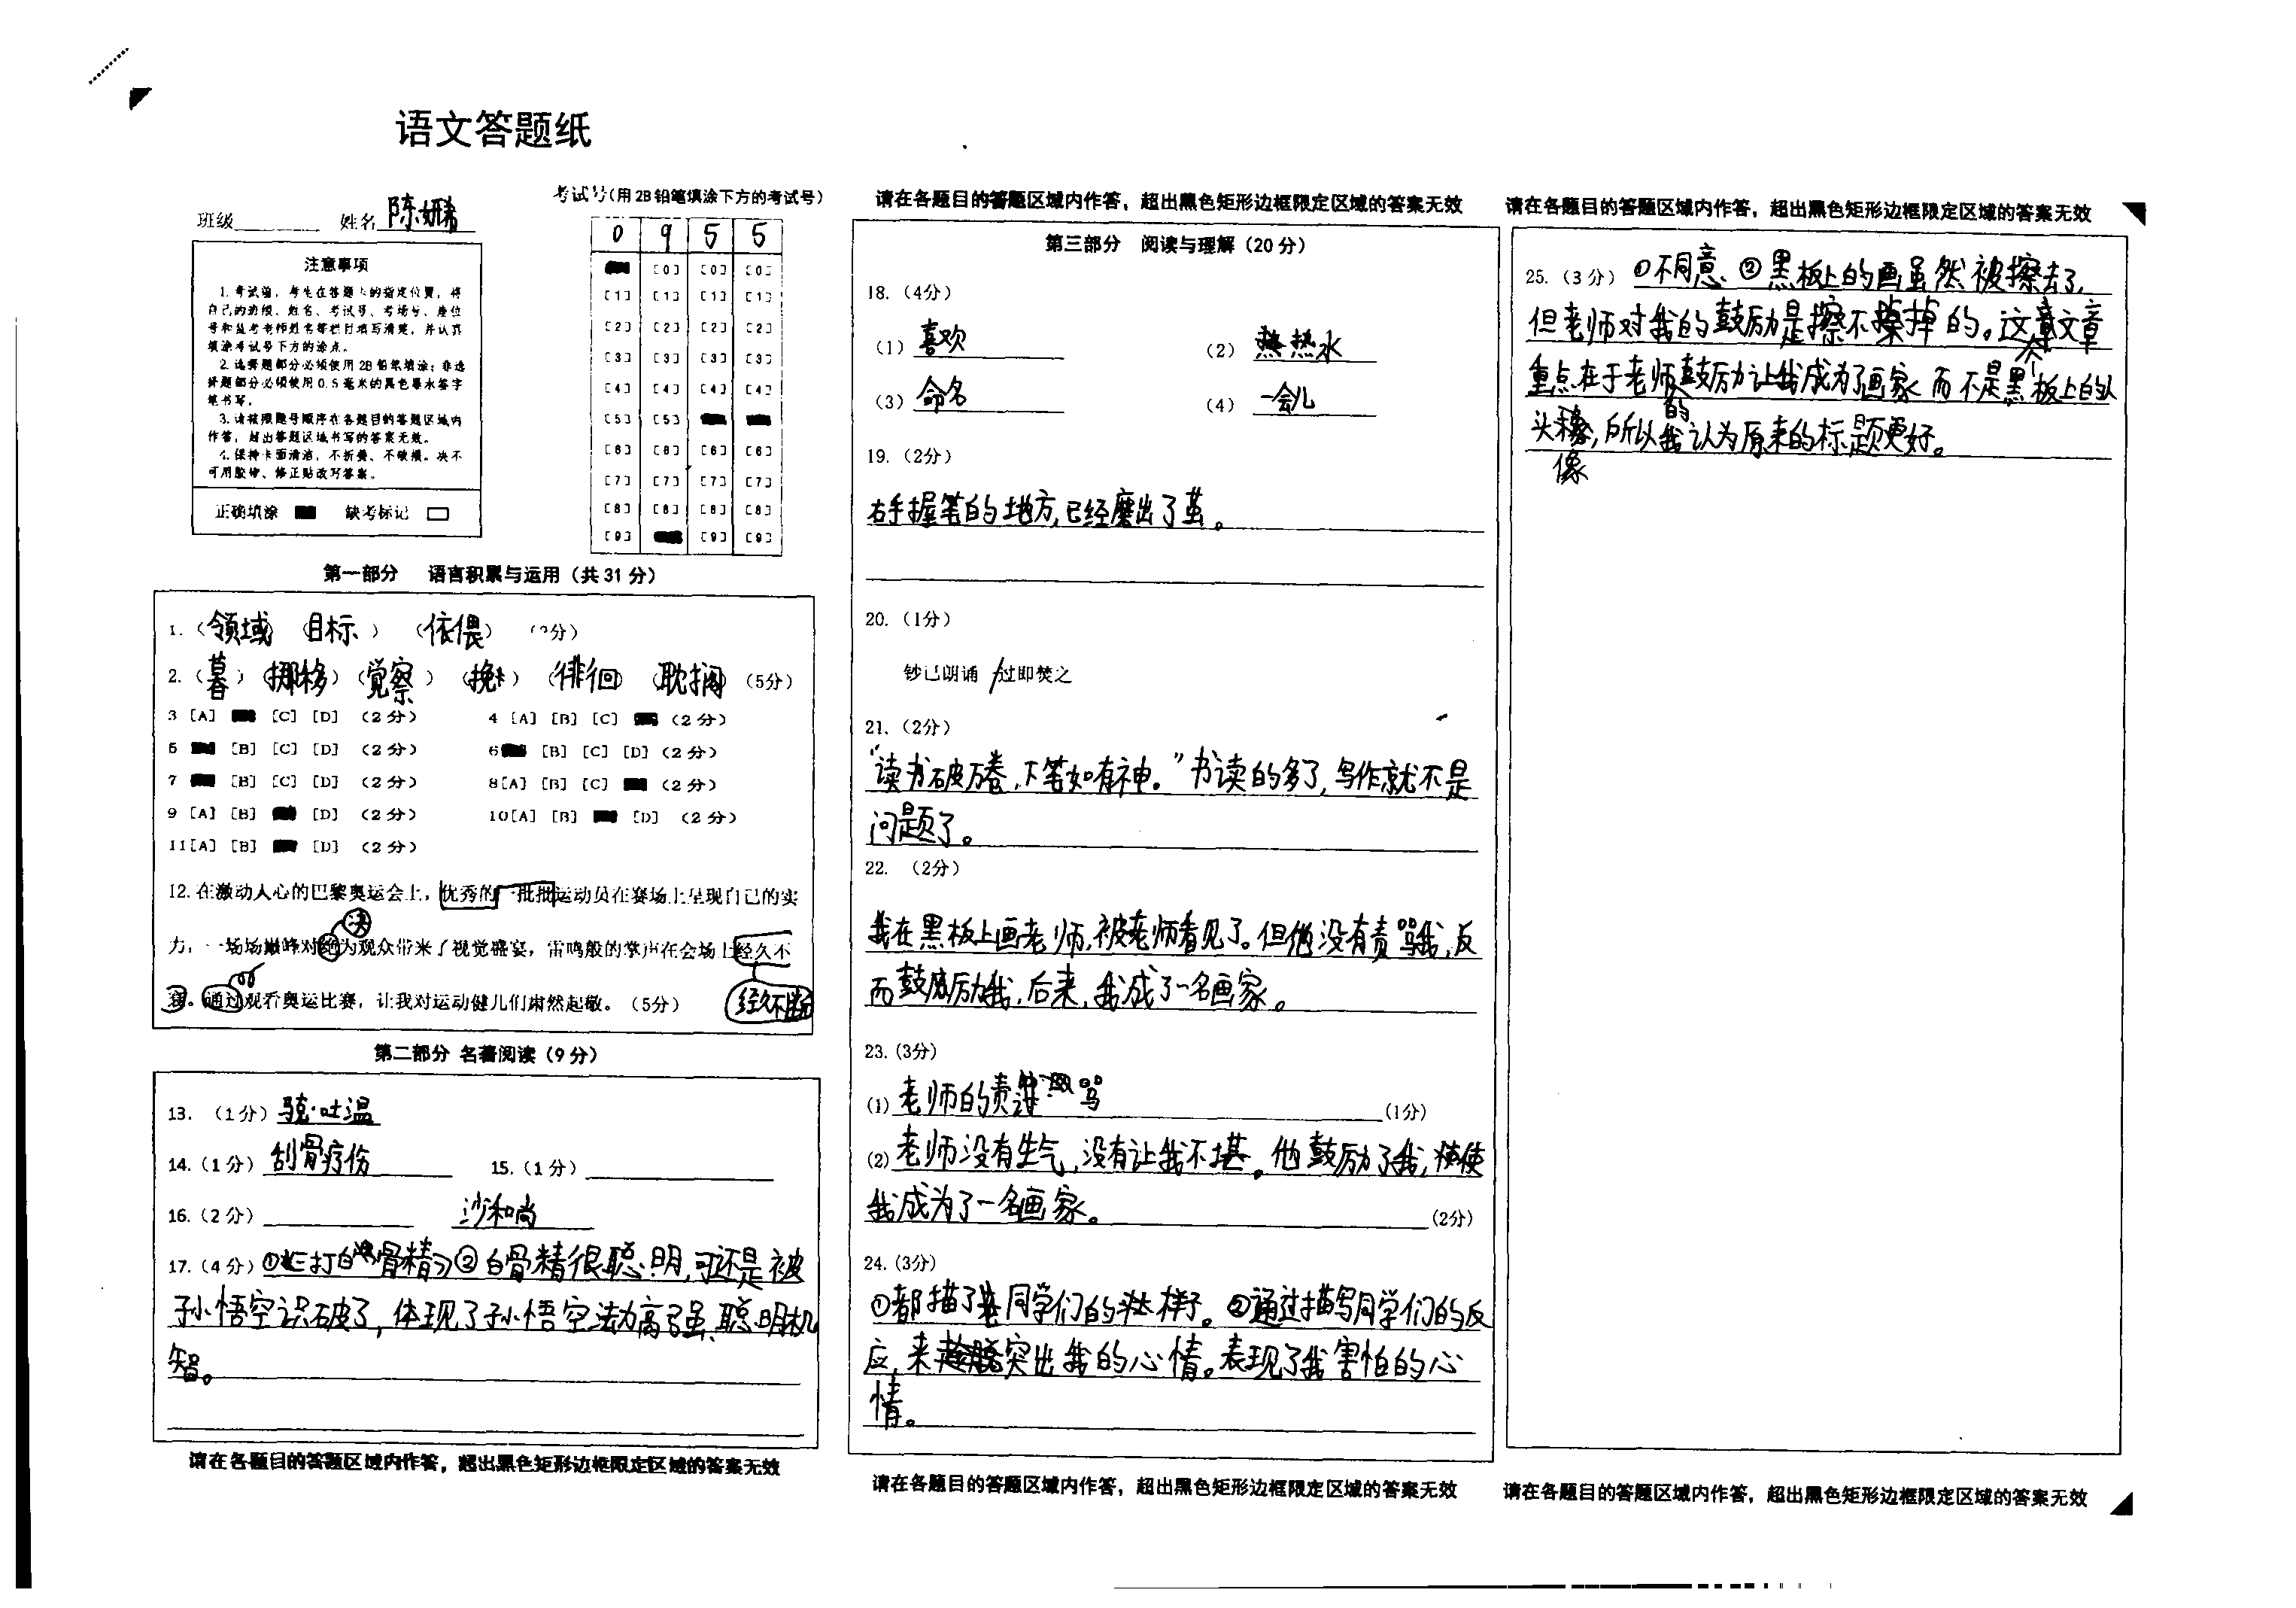 语文答题纸
班级 姓名 陈
考试号(用2B铅笔填涂下方的考试号)
0 9 5 5
[0] [0] [0]
[1] [1] [1] [1]
[2] [2] [2] [2]
[3] [3] [3] [3]
[4] [4] [4] [4]
[5] [5]
[6] [6] [6] [6]
[7] [7] [7] [7]
[8] [8] [8] [8]
[9] [9] [9]
注意事项
1.考试前,考生在答题卡的指定位置,将
自己的班级、姓名、考试号、考场号、座位
号和监考老师姓名等栏目填写清楚,并认真
填涂考试号下方的涂点。
2.选择题部分必须使用2B铅笔填涂;非选
择题部分必须使用0.5毫米的黑色墨水签字
笔书写。
3.请按照题号顺序在各题目的答题区域内
作答,超出答题区域书写的答案无效。
4.保持卡面清洁,不折叠、不破损。决不
可用胶带、修正贴改写答案。
正确填涂 缺考标记
第一部分 语言积累与运用(共31分)
1.(领域)(目标)(依偎)
2.(暮)(挪移)(觉察)(挽)(徘徊)(耽搁)(5分)
3 [A] [C] [D] (2分) 4 [A] [B] [C] (2分)
5 [B] [C] [D] (2分) 6 [B] [C] [D] (2分)
7 [B] [C] [D] (2分) 8[A] [B] [C] (2分)
9 [A] [B] [D] (2分) 10[A] [B] [D] (2分)
11[A] [B] [D] (2分)
12.在激动人心的巴黎奥运会上,优秀的一批批运动员在赛场上呈现自己的实
决
力,一场场巅峰对绝为观众带来了视觉盛宴,雷鸣般的掌声在会场上经久不
息。通过观看奥运比赛,让我对运动健儿们肃然起敬。(5分)
经久不断
第二部分 名著阅读(9分)
13.(1分)骁·吐温
14.(1分)刮骨疗伤 15.(1分)
16.(2分) 沙和尚
17.(4分)①《三打白骨精》②白骨精很聪明,可还是被
孙悟空识破了,体现了孙悟空法力高强、聪明机
智。
请在各题目的答题区域内作答,超出黑色矩形边框限定区域的答案无效
请在各题目的答题区域内作答,超出黑色矩形边框限定区域的答案无效
第三部分 阅读与理解(20分)
18.(4分)
(1)喜欢 (2)热水
(3)命名 (4)一会儿
19.(2分)
右手握笔的地方,已经磨出了茧。
20.(1分)
钞已朗诵/过即焚之
21.(2分)
“读书破万卷,下笔如有神。”书读的多了,写作就不是
问题了。
22.(2分)
我在黑板上画老师,被老师看见了。但他没有责骂我,反
而鼓励我,后来,我成了一名画家。
23.(3分)
(1)老师的责骂(1分)
(2)老师没有生气,没有让我不堪。他鼓励了我,使
我成为了一名画家。(2分)
24.(3分)
①都描了同学们的样子。②通过描写同学们的反
应,来突出我的心情。表现了我害怕的心
情。
请在各题目的答题区域内作答,超出黑色矩形边框限定区域的答案无效
请在各题目的答题区域内作答,超出黑色矩形边框限定区域的答案无效
25.(3分)①不同意、②黑板上的画虽然被擦去了,
但老师对我的鼓励是擦不掉的。这文章
重点在于老师的鼓励让我成为了画家而不是黑板上的人
头像,所以我认为原来的标题更好。
请在各题目的答题区域内作答,超出黑色矩形边框限定区域的答案无效